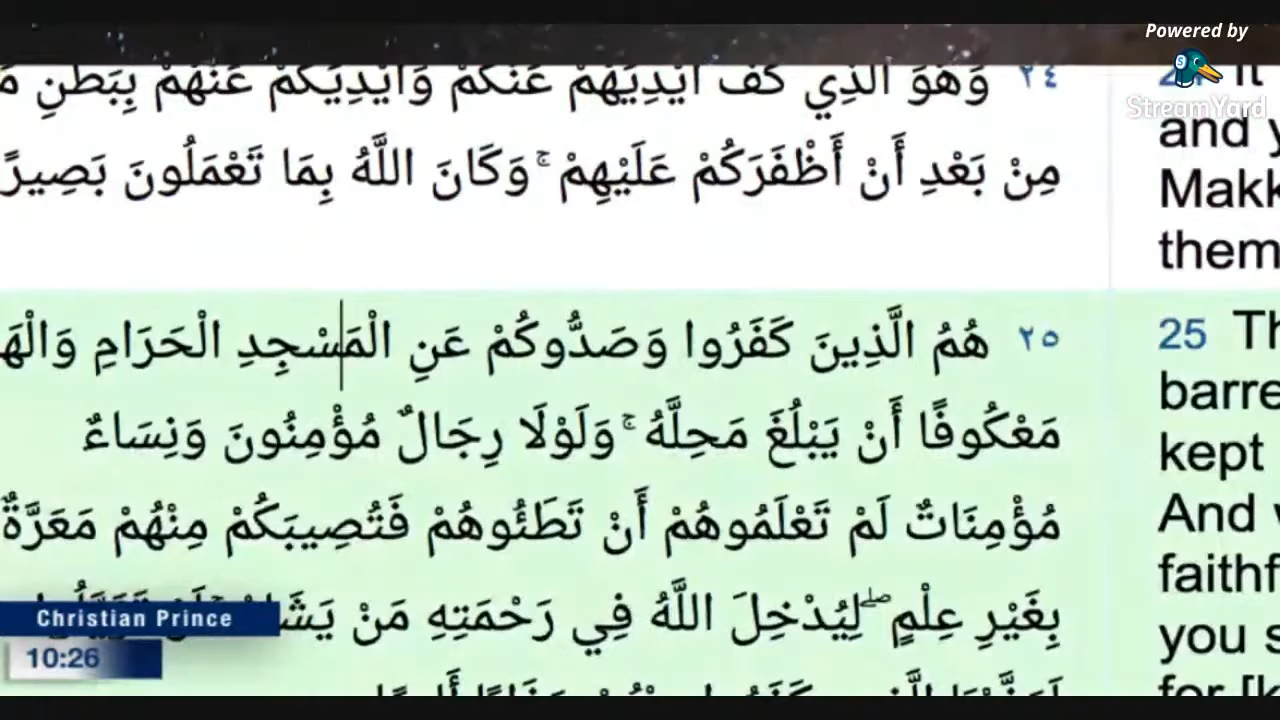 Powered by
StreamYard
٢٤ وَهُوَ الَّذِي كَفَّ أَيْدِيَهُمْ عَنْكُمْ وَأَيْدِيَكُمْ عَنْهُمْ بِبَطْنِ
مِنْ بَعْدِ أَنْ أَظْفَرَكُمْ عَلَيْهِمْ ۚ وَكَانَ اللَّهُ بِمَا تَعْمَلُونَ بَصِيرً
and y
Makk
them
٢٥ هُمُ الَّذِينَ كَفَرُوا وَصَدُّوكُمْ عَنِ الْمَسْجِدِ الْحَرَامِ وَالْهَ
مَعْكُوفًا أَنْ يَبْلُغَ مَحِلَّهُ ۚ وَلَوْلَا رِجَالٌ مُؤْمِنُونَ وَنِسَاءٌ
مُؤْمِنَاتٌ لَمْ تَعْلَمُوهُمْ أَنْ تَطَئُوهُمْ فَتُصِيبَكُمْ مِنْهُمْ مَعَرَّةٌ
بِغَيْرِ عِلْمٍ ۖ لِيُدْخِلَ اللَّهُ فِي رَحْمَتِهِ مَنْ
25 Th
barre
kept
And
faithf
you s
for [k
Christian Prince
10:26